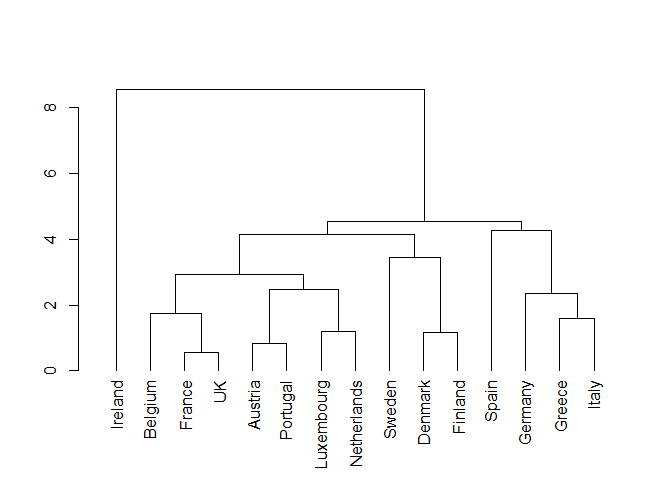 8
6
4
2
0
Ireland
Belgium
France
UK
Austria
Portugal
Luxembourg
Netherlands
Sweden
Denmark
Finland
Spain
Germany
Greece
Italy